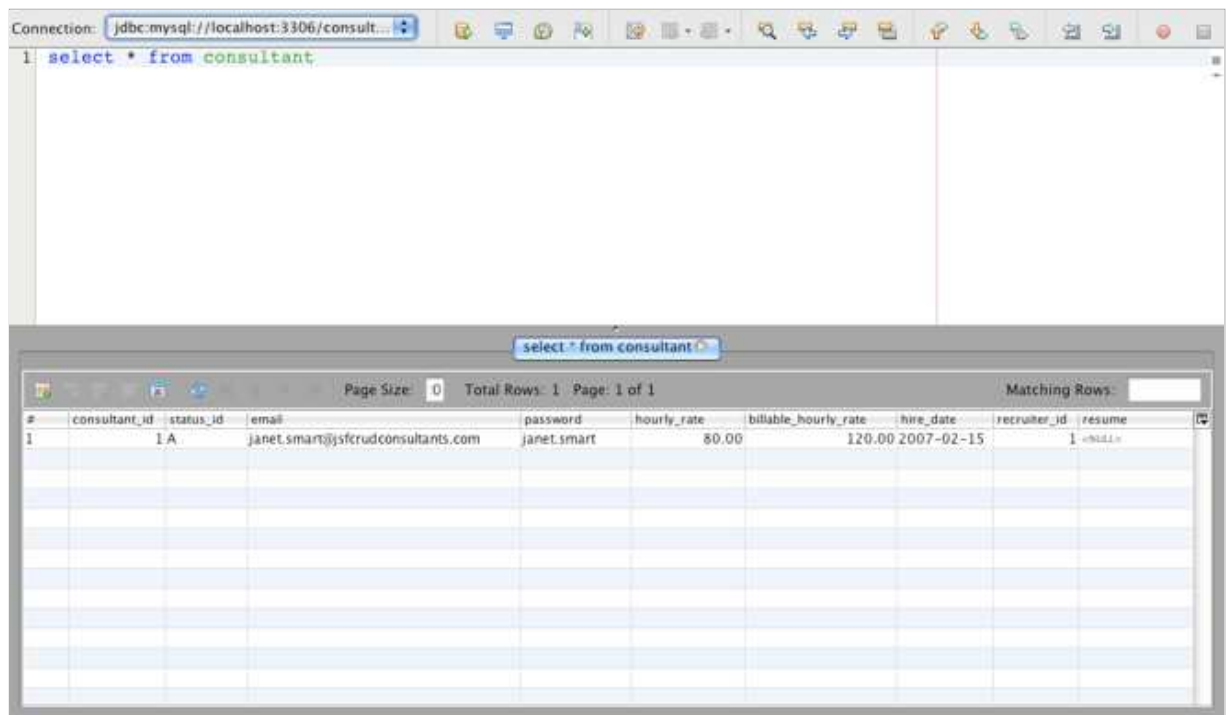 Connection: jdbc:mysql://localhost:3306/consult...
1 select * from consultant
select * from consultant
Page Size: 0 Total Rows: 1 Page: 1 of 1 Matching Rows:
# consultant_id status_id email password hourly_rate billable_hourly_rate hire_date recruiter_id resume
1 1 A janet.smart@jsfcrudconsultants.com janet.smart 80.00 120.00 2007-02-15 1 <NULL>